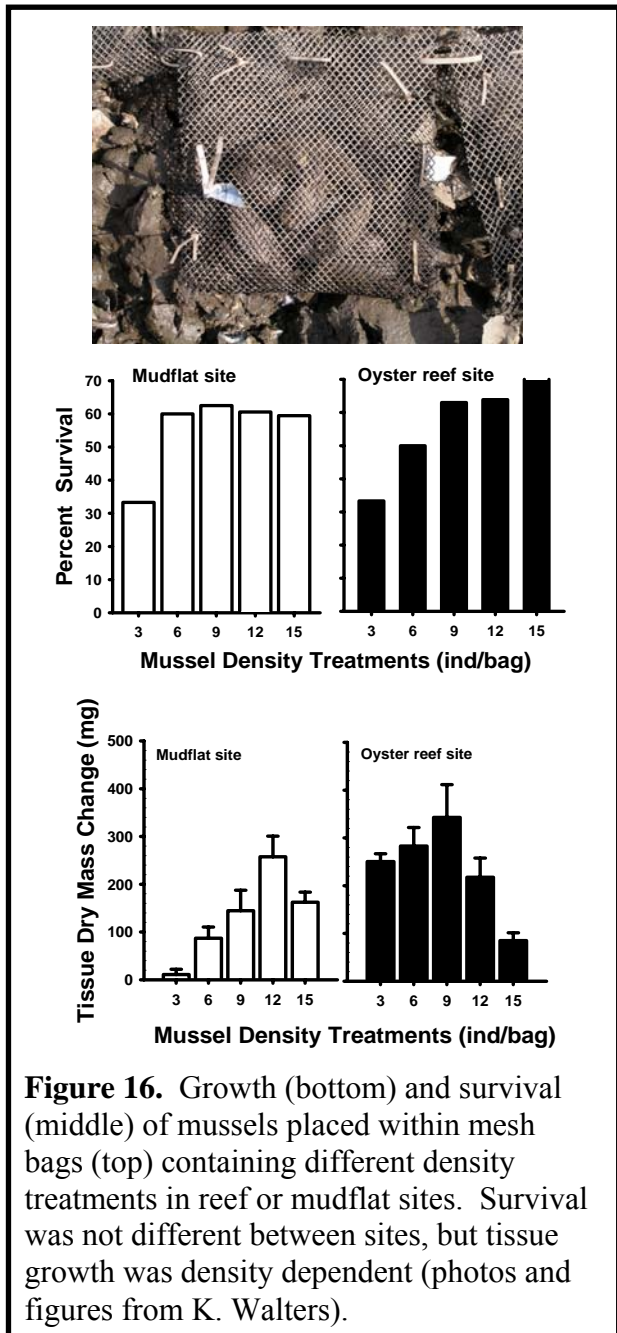 Mudflat site
Oyster reef site
70
60
50
40
30
20
10
0
Percent Survival
3 6 9 12 15
3 6 9 12 15
Mussel Density Treatments (ind/bag)
Tissue Dry Mass Change (mg)
500
400
300
200
100
0
Mudflat site
Oyster reef site
3 6 9 12 15
3 6 9 12 15
Mussel Density Treatments (ind/bag)
Figure 16. Growth (bottom) and survival
(middle) of mussels placed within mesh
bags (top) containing different density
treatments in reef or mudflat sites. Survival
was not different between sites, but tissue
growth was density dependent (photos and
figures from K. Walters).